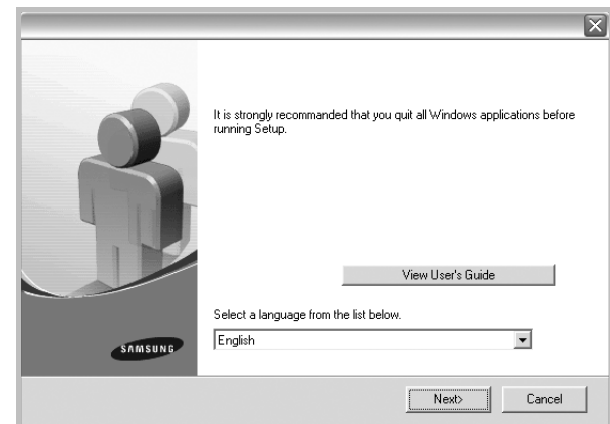 It is strongly recommanded that you quit all Windows applications before
running Setup.
View User's Guide
Select a language from the list below.
English
SAMSUNG
Next>
Cancel